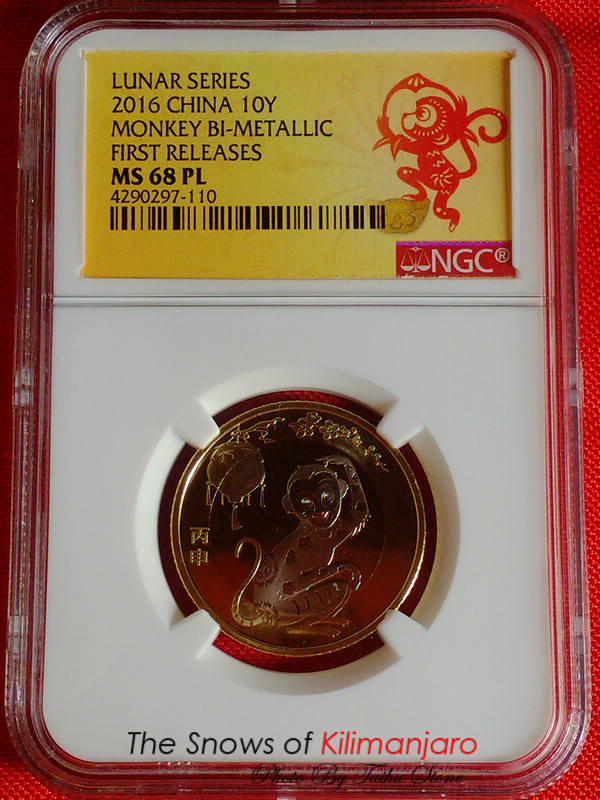 LUNAR SERIES
2016 CHINA 10Y
MONKEY BI-METALLIC
FIRST RELEASES
MS 68 PL
4290297-110
NGC®
丙申
The Snows of Kilimanjaro
Photo By Taihu Stone